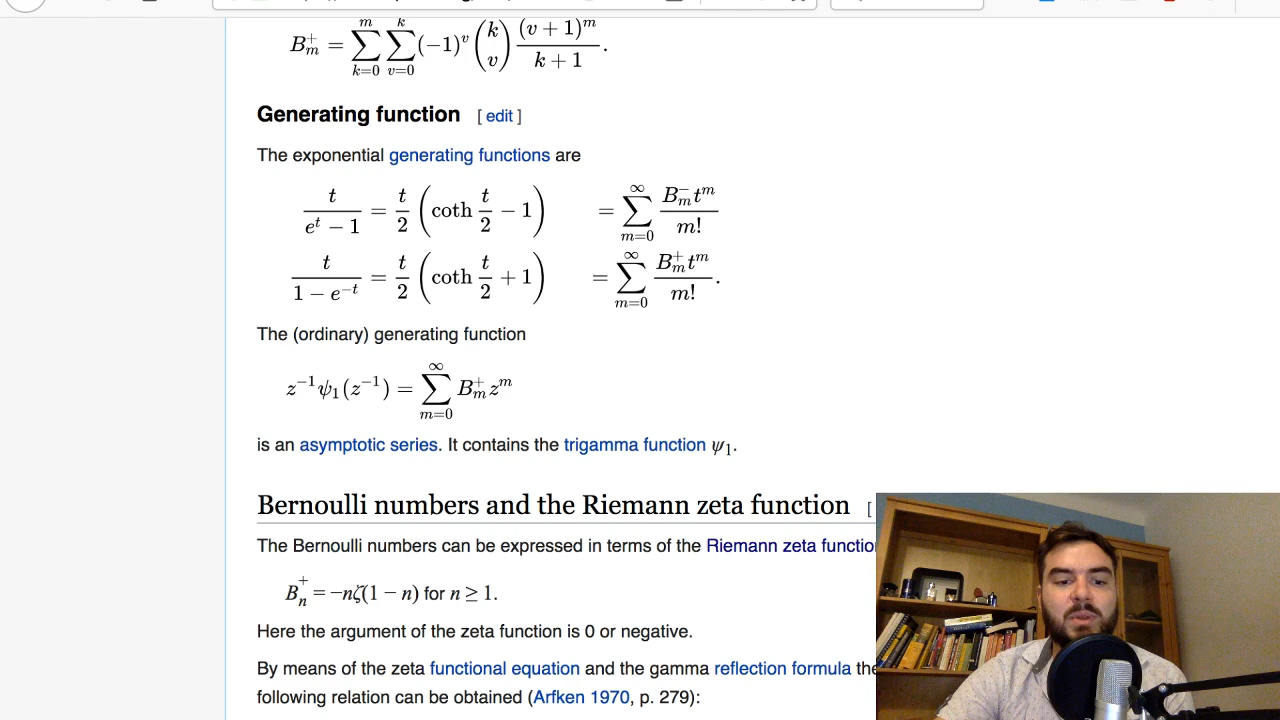 B⁺ₘ = ∑ₖ₌₀ᵐ ∑ᵥ₌₀ᵏ (−1)ᵛ (k v) (v + 1)ᵐ / (k + 1) .
Generating function [ edit ]
The exponential generating functions are
t / (eᵗ − 1) = t/2 (coth t/2 − 1) = ∑ₘ₌₀^∞ B⁻ₘ tᵐ / m!
t / (1 − e⁻ᵗ) = t/2 (coth t/2 + 1) = ∑ₘ₌₀^∞ B⁺ₘ tᵐ / m! .
The (ordinary) generating function
z⁻¹ψ₁(z⁻¹) = ∑ₘ₌₀^∞ B⁺ₘ zᵐ
is an asymptotic series. It contains the trigamma function ψ₁.
Bernoulli numbers and the Riemann zeta function [
The Bernoulli numbers can be expressed in terms of the Riemann zeta functio
B⁺ₙ = −nζ(1 − n) for n ≥ 1.
Here the argument of the zeta function is 0 or negative.
By means of the zeta functional equation and the gamma reflection formula the
following relation can be obtained (Arfken 1970, p. 279):